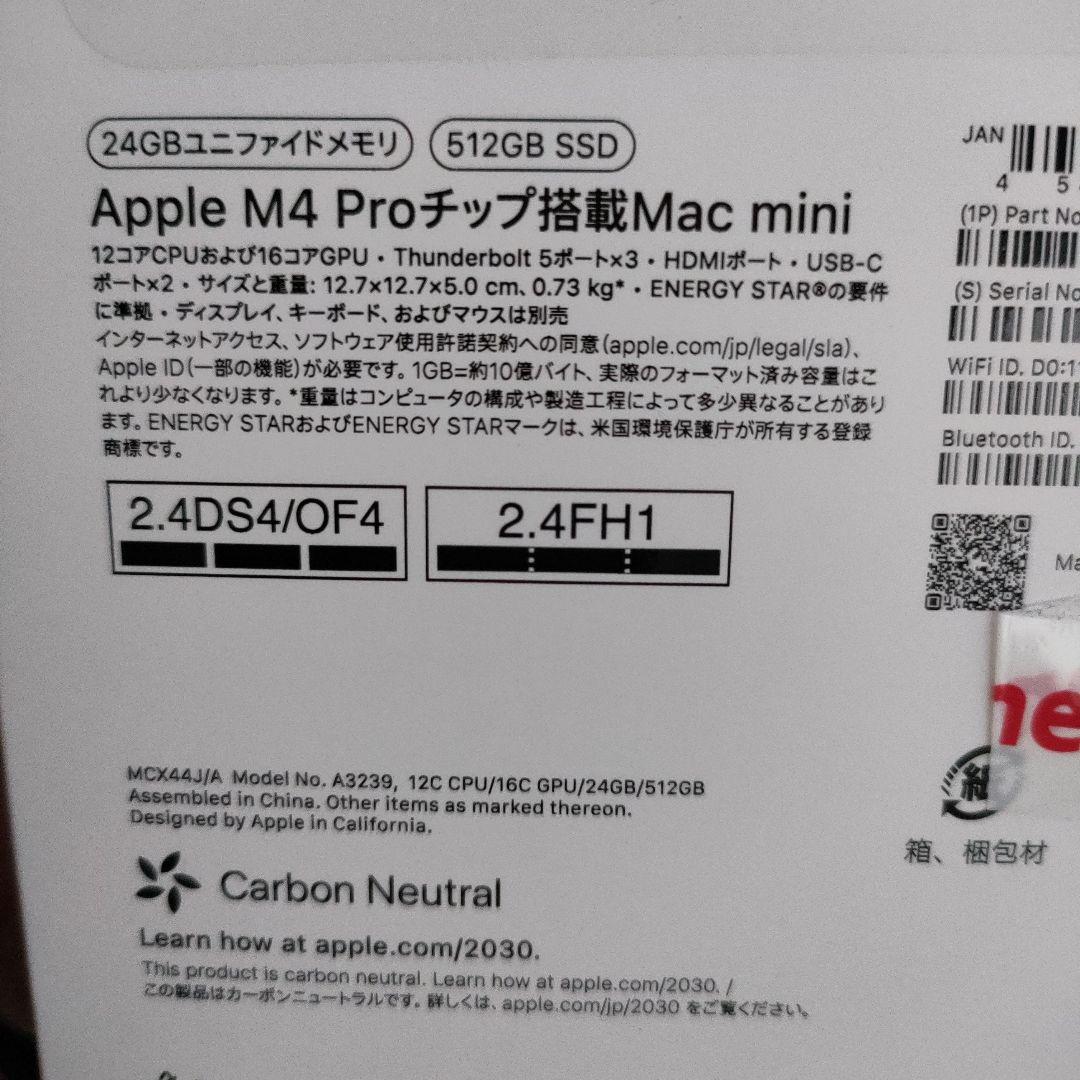 24GBユニファイドメモリ 512GB SSD
Apple M4 Proチップ搭載Mac mini
12コアCPUおよび16コアGPU・Thunderbolt 5ポート×3・HDMIポート・USB-C
ポート×2・サイズと重量: 12.7×12.7×5.0 cm、0.73 kg*・ENERGY STAR®の要件
に準拠・ディスプレイ、キーボード、およびマウスは別売
インターネットアクセス、ソフトウェア使用許諾契約への同意(apple.com/jp/legal/sla)、
Apple ID(一部の機能)が必要です。1GB=約10億バイト、実際のフォーマット済み容量はこ
れより少なくなります。*重量はコンピュータの構成や製造工程によって多少異なることがあり
ます。ENERGY STARおよびENERGY STARマークは、米国環境保護庁が所有する登録
商標です。
2.4DS4/OF4
2.4FH1
MCX44J/A Model No. A3239, 12C CPU/16C GPU/24GB/512GB
Assembled in China. Other items as marked thereon.
Designed by Apple in California.
Carbon Neutral
Learn how at apple.com/2030.
This product is carbon neutral. Learn how at apple.com/2030. /
この製品はカーボンニュートラルです。詳しくは、apple.com/jp/2030 をご覧ください。
JAN
4 5
(1P) Part No
(S) Serial No
WiFi ID. D0:1
Bluetooth ID.
Ma
ne
紙
箱、梱包材